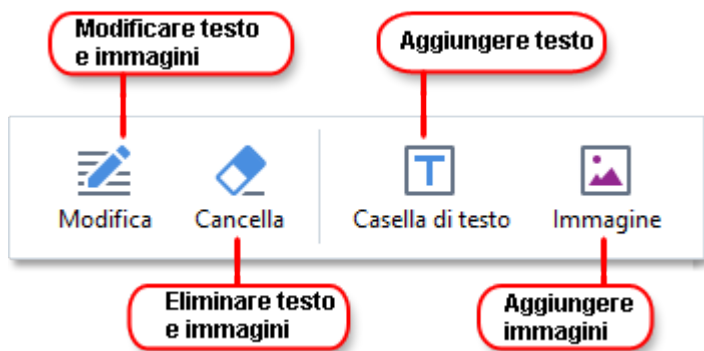 Modificare testo
e immagini
Aggiungere testo
Modifica
Cancella
Casella di testo
Immagine
Eliminare testo
e immagini
Aggiungere
immagini